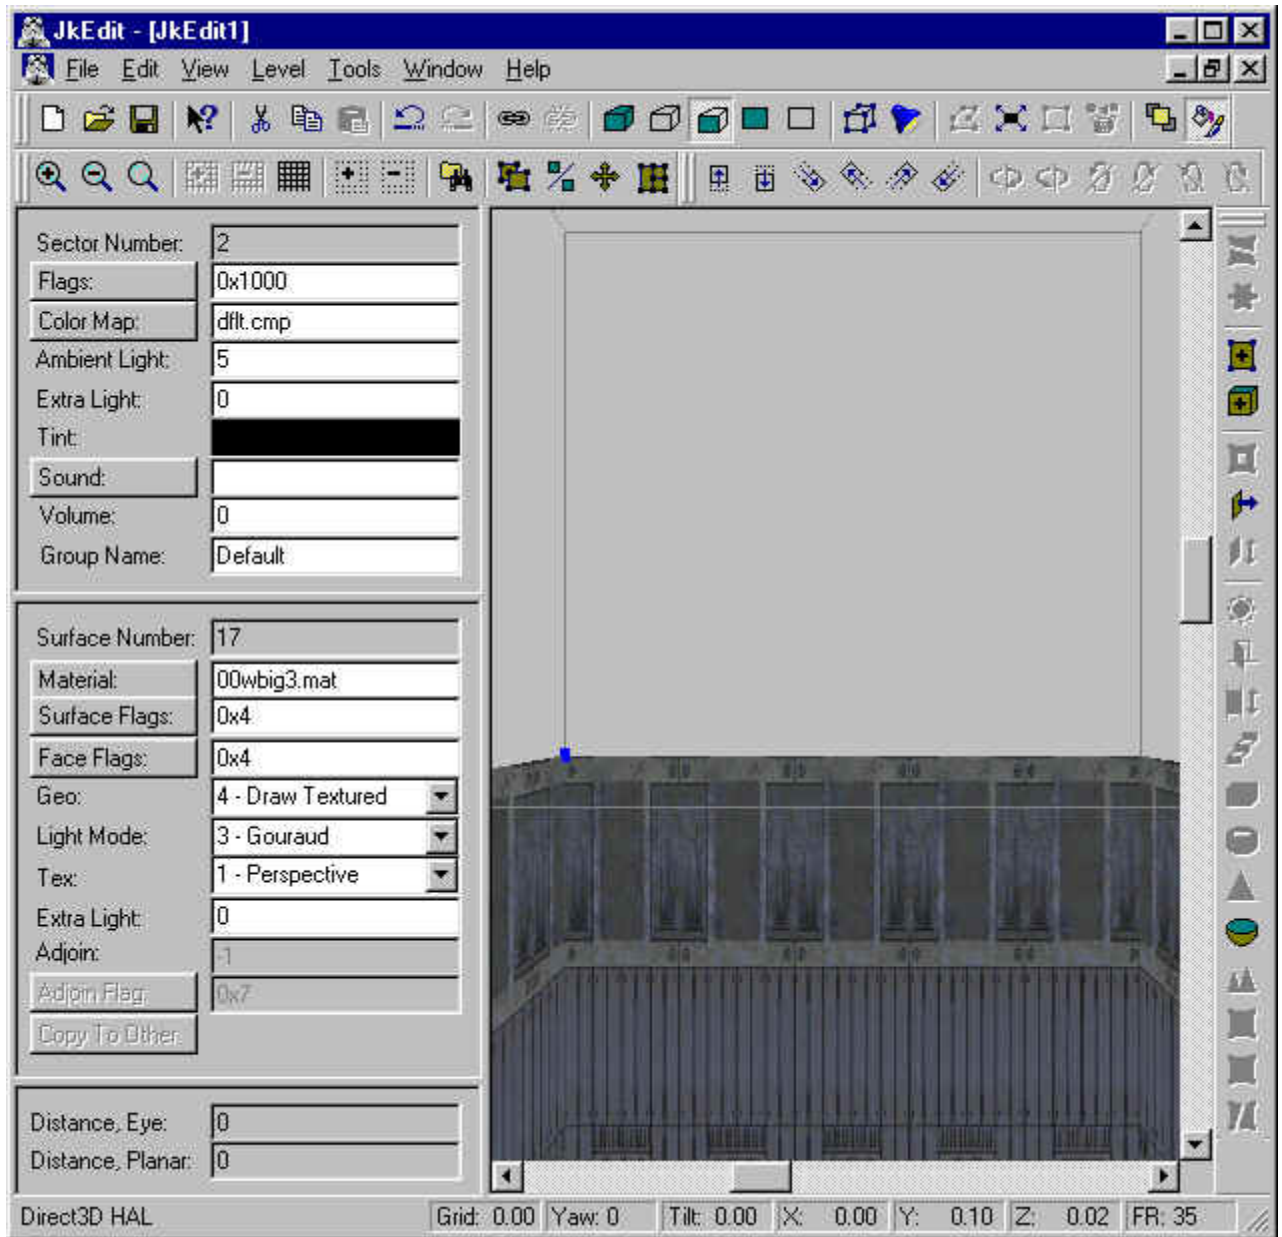 JkEdit - [JkEdit1]
File Edit View Level Tools Window Help
Sector Number: 2
Flags: 0x1000
Color Map: dflt.cmp
Ambient Light: 5
Extra Light: 0
Tint:
Sound:
Volume: 0
Group Name: Default
Surface Number: 17
Material: 00wbig3.mat
Surface Flags: 0x4
Face Flags: 0x4
Geo: 4 - Draw Textured
Light Mode: 3 - Gouraud
Tex: 1 - Perspective
Extra Light: 0
Adjoin: -1
Adjoin Flag: 0x7
Copy To Other:
Distance, Eye: 0
Distance, Planar: 0
Direct3D HAL Grid: 0.00 Yaw: 0 Tilt: 0.00 X: 0.00 Y: 0.10 Z: 0.02 FR: 35